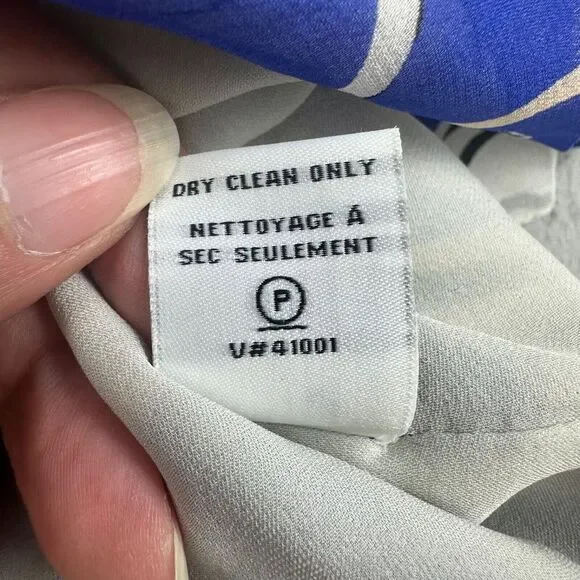 DRY CLEAN ONLY
NETTOYAGE Á
SEC SEULEMENT
P
V#41001